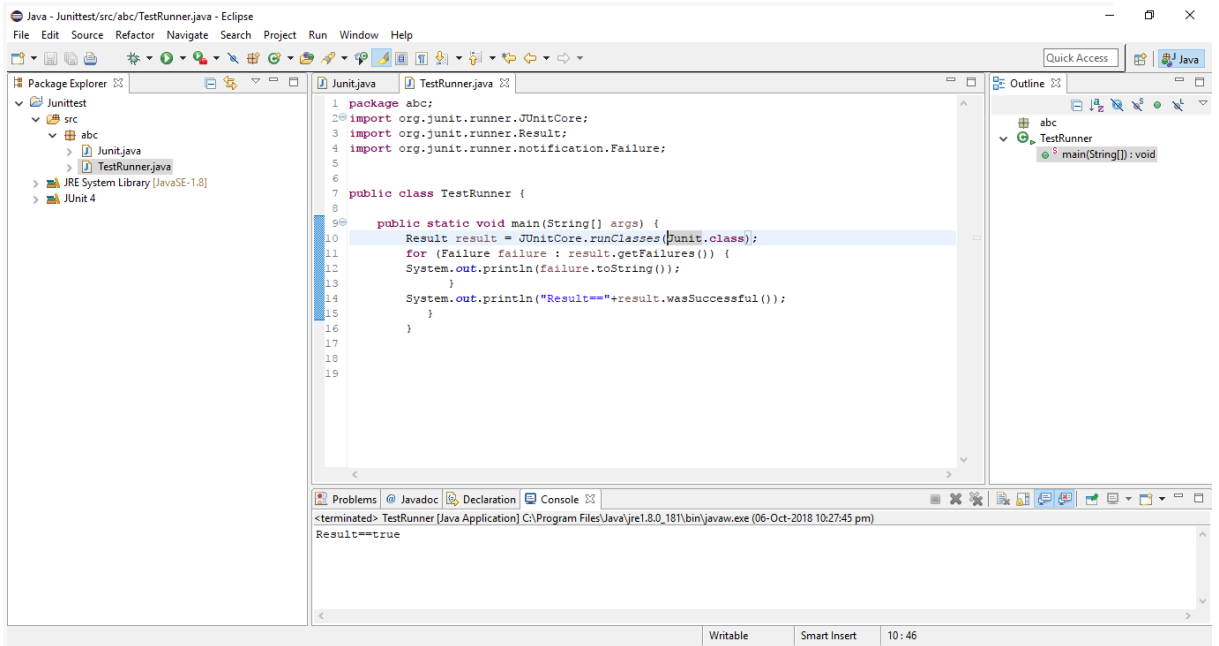 Java - Junittest/src/abc/TestRunner.java - Eclipse
File Edit Source Refactor Navigate Search Project Run Window Help
Quick Access
Java
Package Explorer
Junittest
src
abc
Junit.java
TestRunner.java
JRE System Library [JavaSE-1.8]
JUnit 4
Junit.java TestRunner.java
1 package abc;
2 import org.junit.runner.JUnitCore;
3 import org.junit.runner.Result;
4 import org.junit.runner.notification.Failure;
5
6
7 public class TestRunner {
8
9 public static void main(String[] args) {
10 Result result = JUnitCore.runClasses(Junit.class);
11 for (Failure failure : result.getFailures()) {
12 System.out.println(failure.toString());
13 }
14 System.out.println("Result=="+result.wasSuccessful());
15 }
16 }
17
18
19
Outline
abc
TestRunner
main(String[]) : void
Problems @ Javadoc Declaration Console
<terminated> TestRunner [Java Application] C:\Program Files\Java\jre1.8.0_181\bin\javaw.exe (06-Oct-2018 10:27:45 pm)
Result==true
Writable Smart Insert 10 : 46